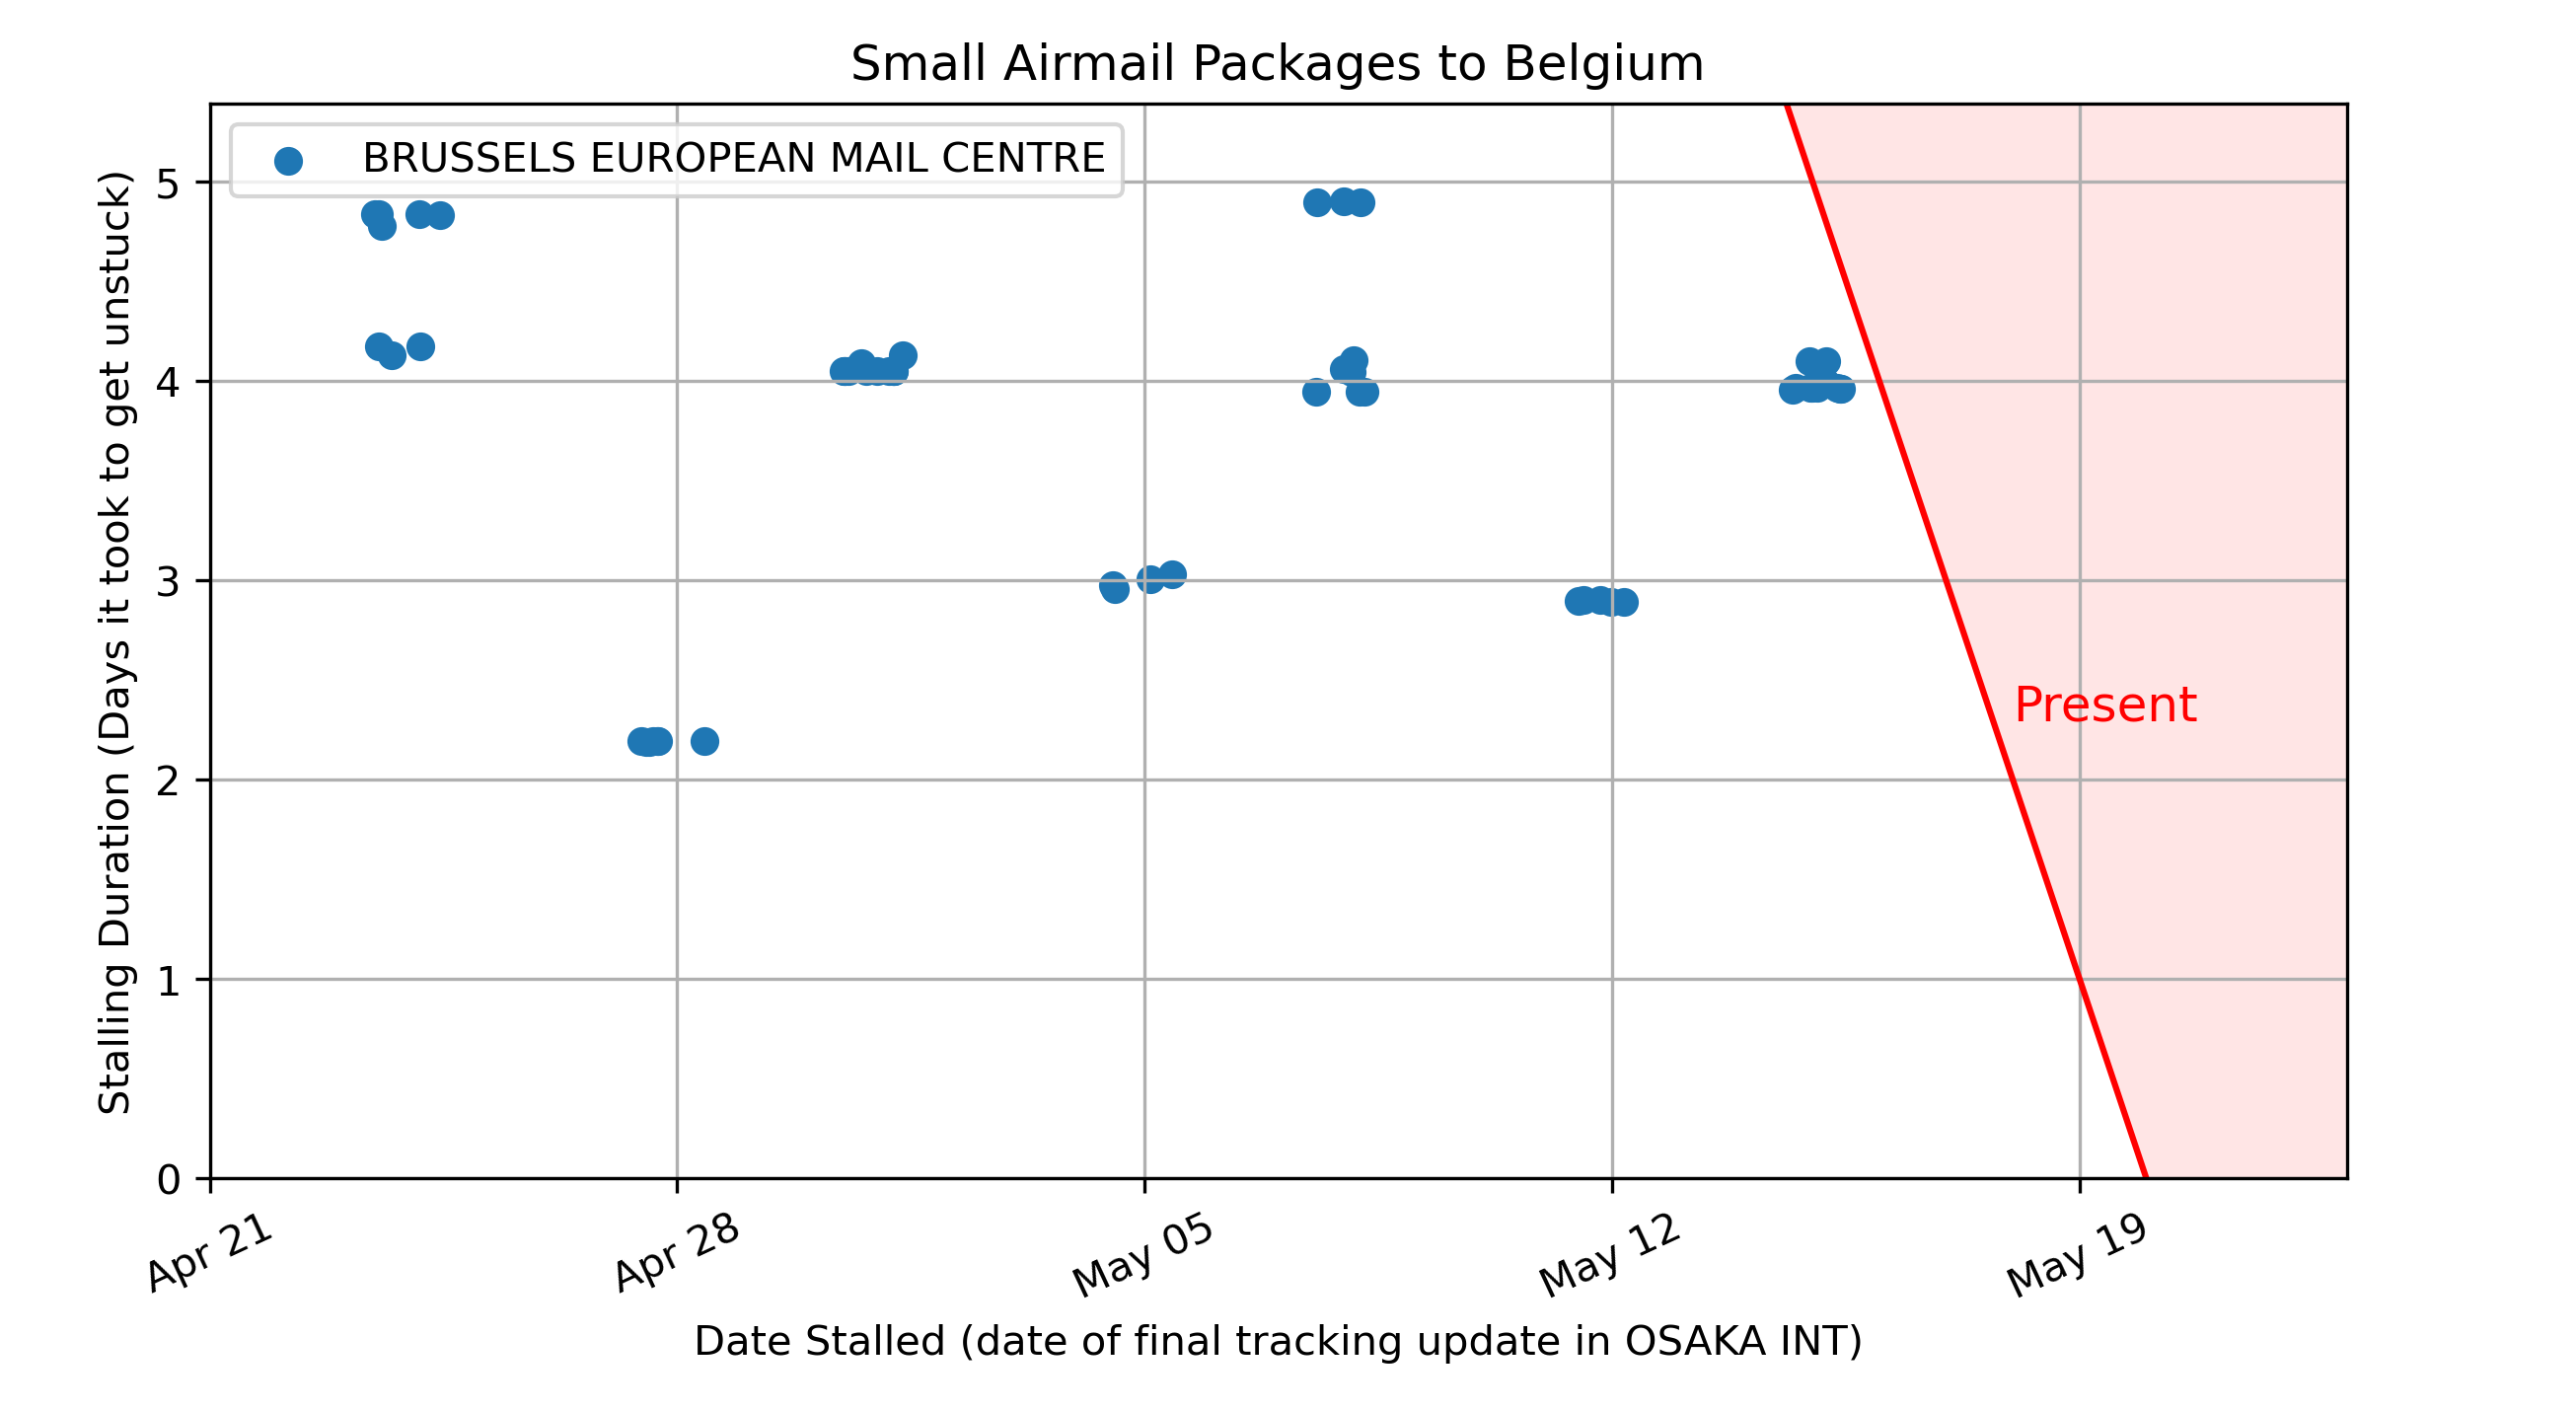 Small Airmail Packages to Belgium
BRUSSELS EUROPEAN MAIL CENTRE
Stalling Duration (Days it took to get unstuck)
5
4
3
2
1
0
Present
Apr 21
Apr 28
May 05
May 12
May 19
Date Stalled (date of final tracking update in OSAKA INT)